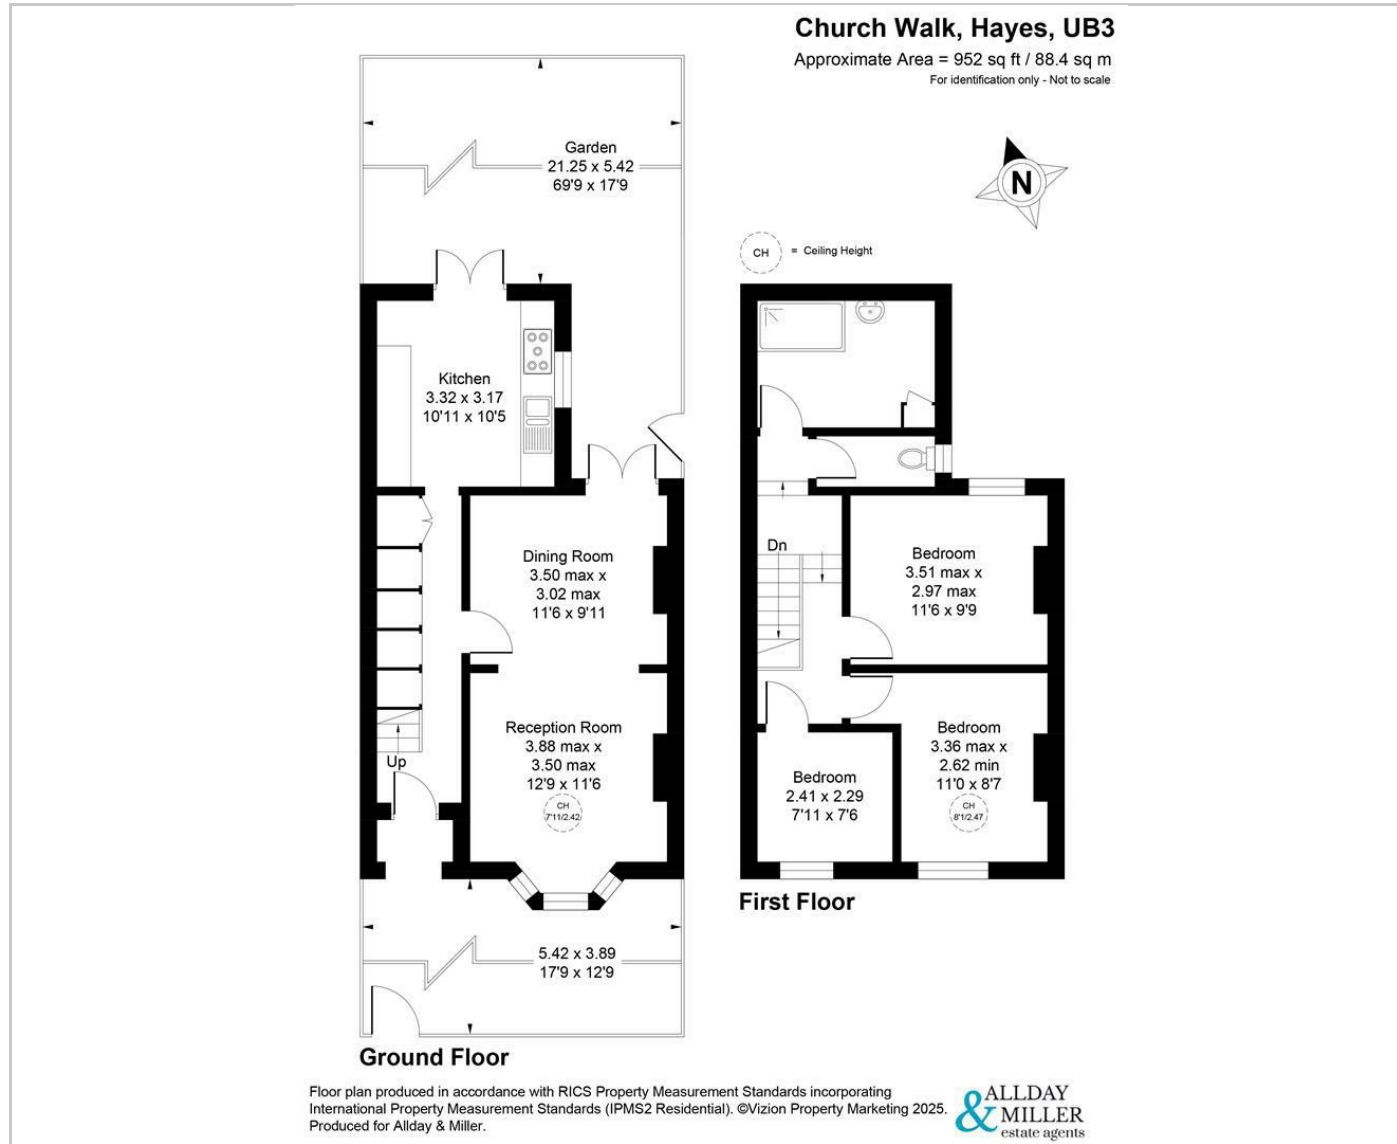 Church Walk, Hayes, UB3
Approximate Area = 952 sq ft / 88.4 sq m
For identification only - Not to scale
N
CH
= Ceiling Height
Garden
21.25 x 5.42
69'9 x 17'9
Kitchen
3.32 x 3.17
10'11 x 10'5
Dining Room
3.50 max x
3.02 max
11'6 x 9'11
Reception Room
3.88 max x
3.50 max
12'9 x 11'6
CH
7'11/2.42
Up
5.42 x 3.89
17'9 x 12'9
Ground Floor
Dn
Bedroom
3.51 max x
2.97 max
11'6 x 9'9
Bedroom
3.36 max x
2.62 min
11'0 x 8'7
CH
8'1/2.47
Bedroom
2.41 x 2.29
7'11 x 7'6
First Floor
Floor plan produced in accordance with RICS Property Measurement Standards incorporating
International Property Measurement Standards (IPMS2 Residential). ©Vizion Property Marketing 2025.
Produced for Allday & Miller.
ALLDAY
& MILLER
estate agents